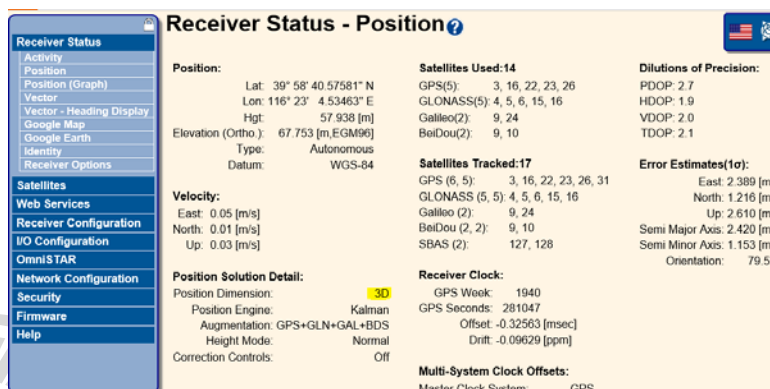 Receiver Status - Position
Receiver Status
Activity
Position
Position (Graph)
Vector
Vector - Heading Display
Google Map
Google Earth
Identity
Receiver Options
Satellites
Web Services
Receiver Configuration
I/O Configuration
OmniSTAR
Network Configuration
Security
Firmware
Help
Position:
Lat: 39° 58' 40.57581" N
Lon: 116° 23' 4.53463" E
Hgt: 57.938 [m]
Elevation (Ortho.): 67.753 [m,EGM96]
Type: Autonomous
Datum: WGS-84
Velocity:
East: 0.05 [m/s]
North: 0.01 [m/s]
Up: 0.03 [m/s]
Position Solution Detail:
Position Dimension: 3D
Position Engine: Kalman
Augmentation: GPS+GLN+GAL+BDS
Height Mode: Normal
Correction Controls: Off
Satellites Used:14
GPS(5): 3, 16, 22, 23, 26
GLONASS(5): 4, 5, 6, 15, 16
Galileo(2): 9, 24
BeiDou(2): 9, 10
Satellites Tracked:17
GPS (6, 5): 3, 16, 22, 23, 26, 31
GLONASS (5, 5): 4, 5, 6, 15, 16
Galileo (2): 9, 24
BeiDou (2, 2): 9, 10
SBAS (2): 127, 128
Receiver Clock:
GPS Week: 1940
GPS Seconds: 281047
Offset: -0.32563 [msec]
Drift: -0.09629 [ppm]
Multi-System Clock Offsets:
Master Clock System: GPS
Dilutions of Precision:
PDOP: 2.7
HDOP: 1.9
VDOP: 2.0
TDOP: 2.1
Error Estimates(1σ):
East: 2.389 [m
North: 1.216 [m
Up: 2.610 [m
Semi Major Axis: 2.420 [m
Semi Minor Axis: 1.153 [m
Orientation: 79.5